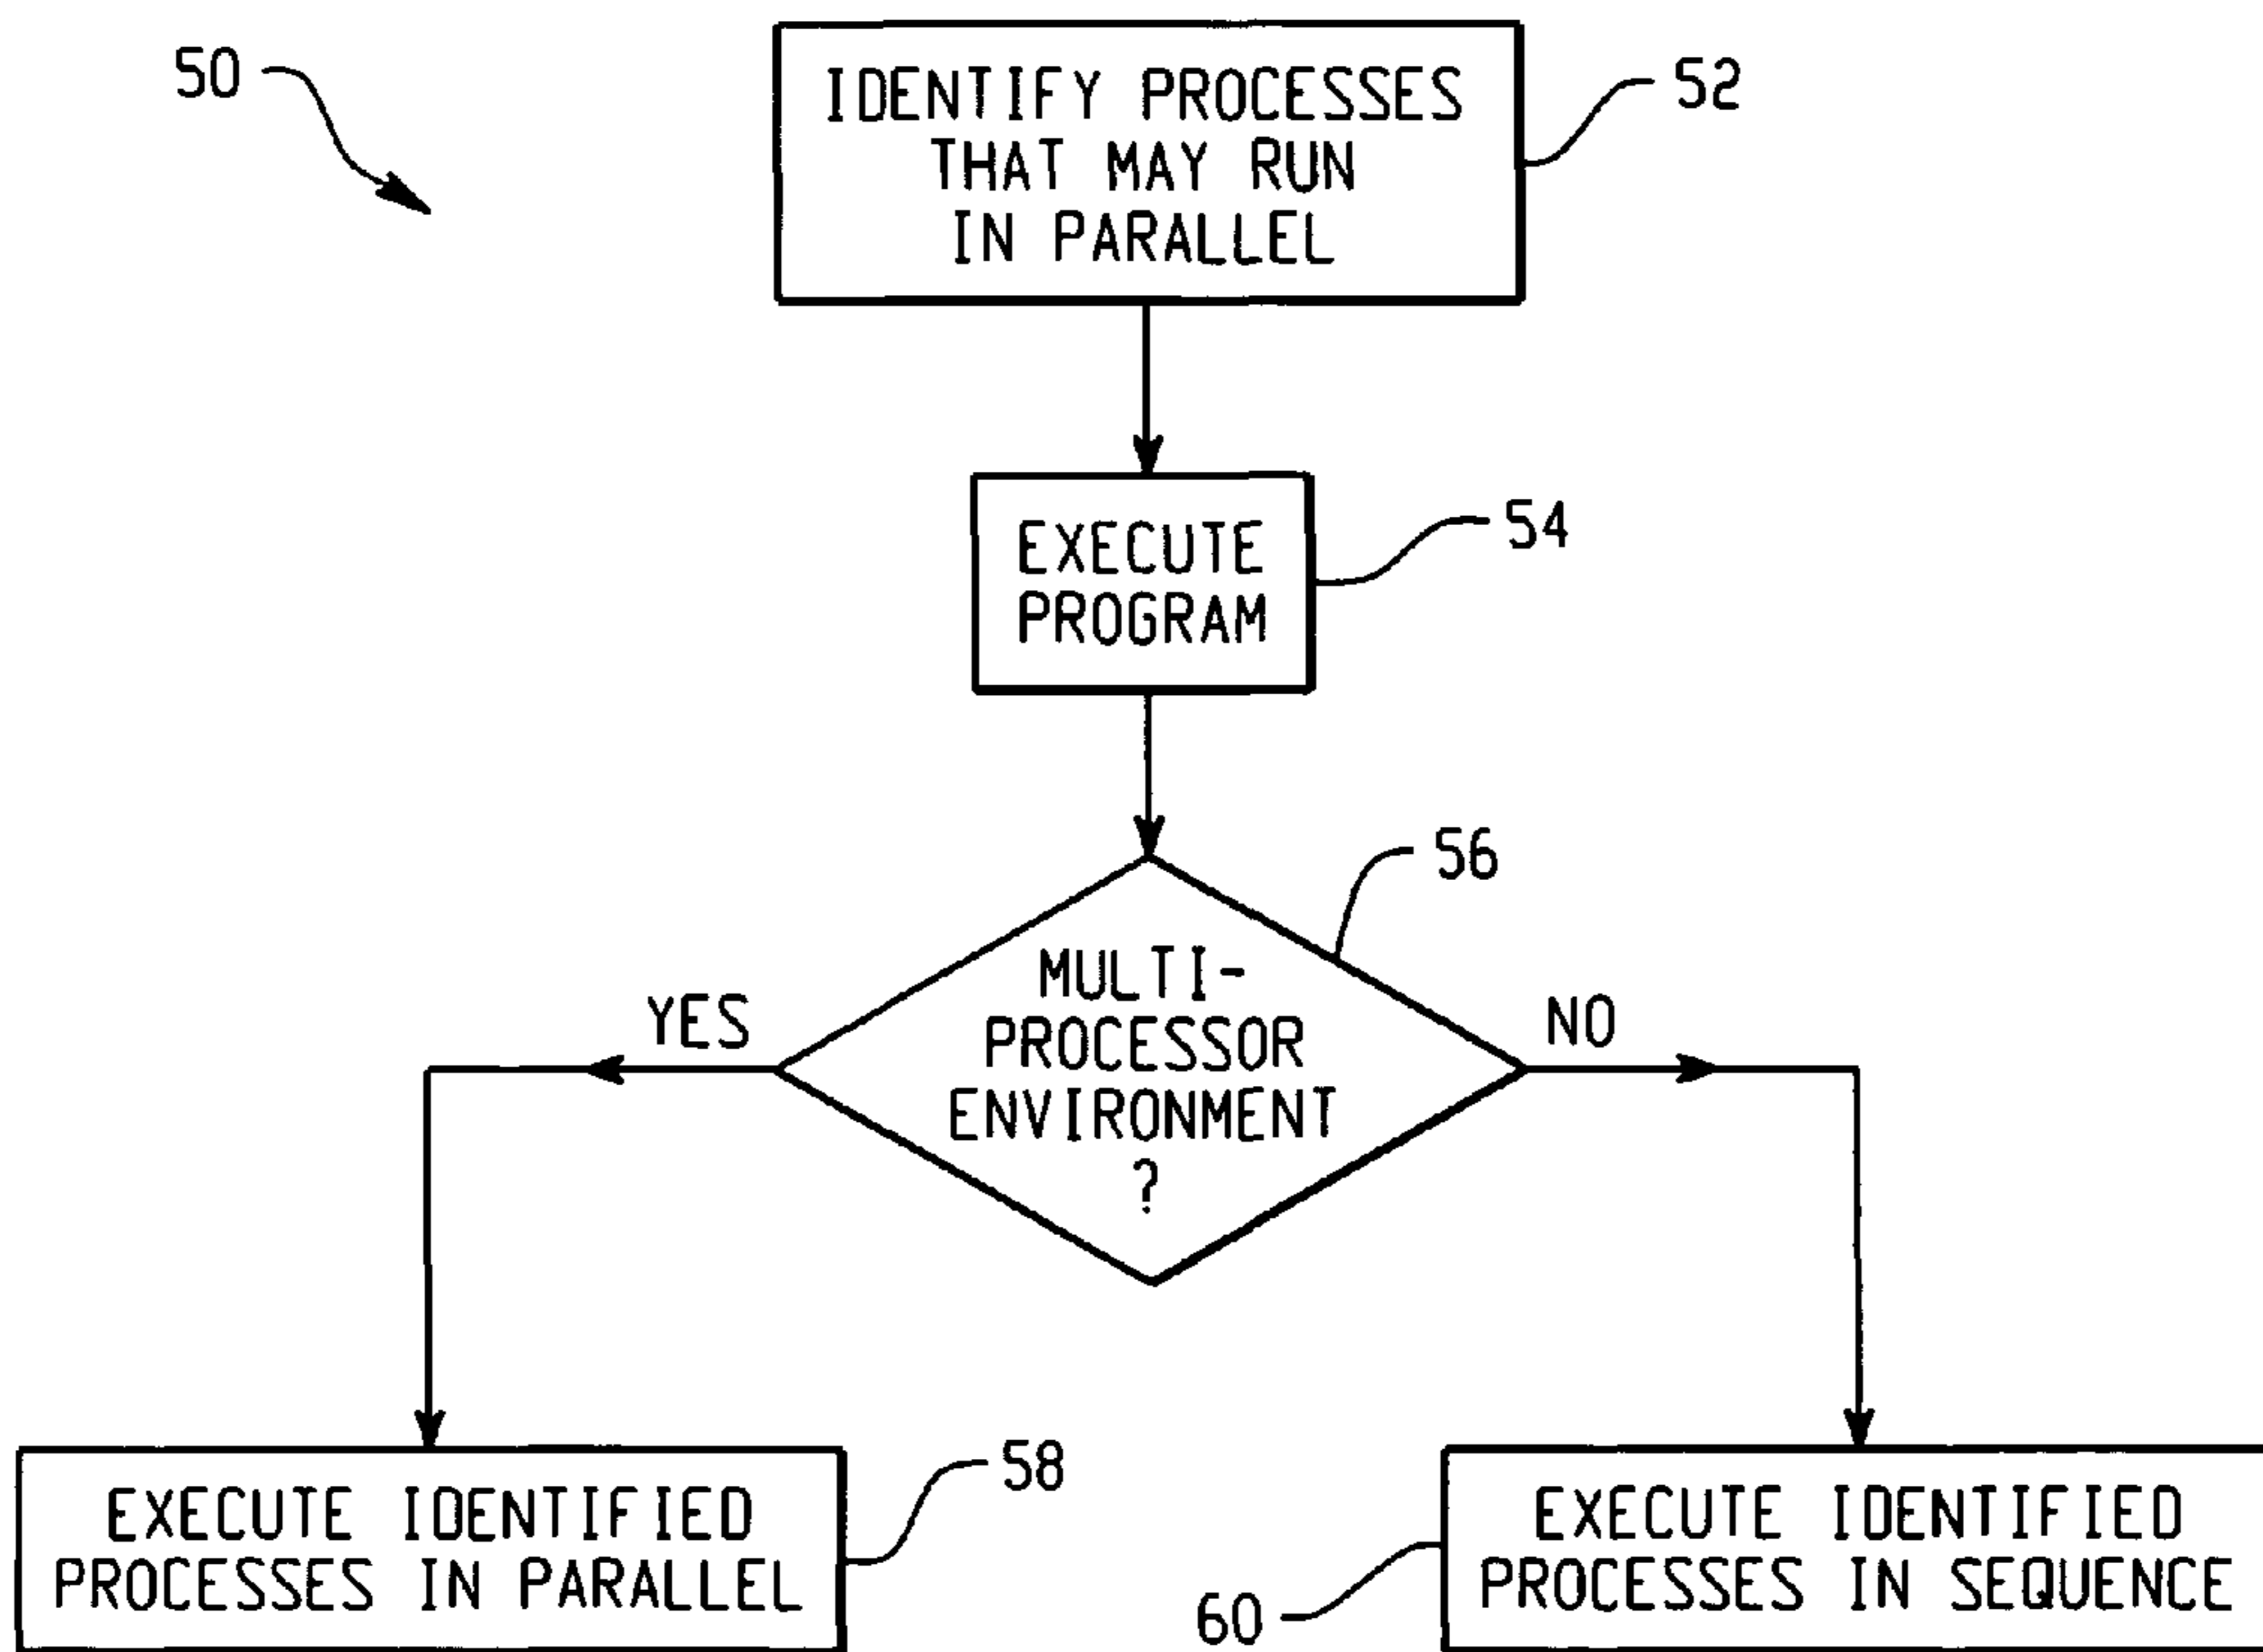 50
IDENTIFY PROCESSES
THAT MAY RUN
IN PARALLEL
52
EXECUTE
PROGRAM
54
56
MULTI-
PROCESSOR
ENVIRONMENT
?
YES
NO
EXECUTE IDENTIFIED
PROCESSES IN PARALLEL
58
EXECUTE IDENTIFIED
PROCESSES IN SEQUENCE
60